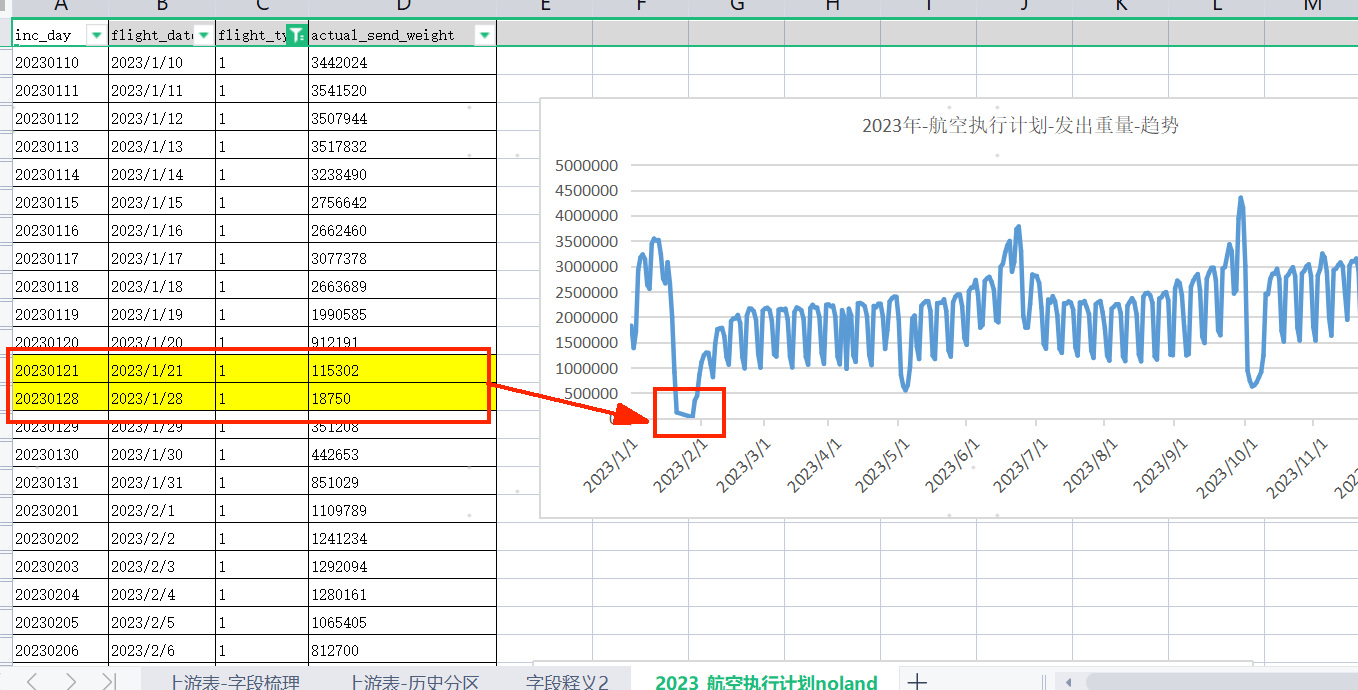 A B C D E F G H I J K L M
inc_day flight_date flight_ty actual_send_weight
20230110 2023/1/10 1 3442024
20230111 2023/1/11 1 3541520
20230112 2023/1/12 1 3507944
20230113 2023/1/13 1 3517832
20230114 2023/1/14 1 3238490
20230115 2023/1/15 1 2756642
20230116 2023/1/16 1 2662460
20230117 2023/1/17 1 3077378
20230118 2023/1/18 1 2663689
20230119 2023/1/19 1 1990585
20230120 2023/1/20 1 912191
20230121 2023/1/21 1 115302
20230128 2023/1/28 1 18750
20230129 2023/1/29 1 351208
20230130 2023/1/30 1 442653
20230131 2023/1/31 1 851029
20230201 2023/2/1 1 1109789
20230202 2023/2/2 1 1241234
20230203 2023/2/3 1 1292094
20230204 2023/2/4 1 1280161
20230205 2023/2/5 1 1065405
20230206 2023/2/6 1 812700
2023年-航空执行计划-发出重量-趋势
5000000
4500000
4000000
3500000
3000000
2500000
2000000
1500000
1000000
500000
0
2023/1/1 2023/2/1 2023/3/1 2023/4/1 2023/5/1 2023/6/1 2023/7/1 2023/8/1 2023/9/1 2023/10/1 2023/11/1
上游表-字段梳理 上游表-历史分区 字段释义2 2023 航空执行计划noland